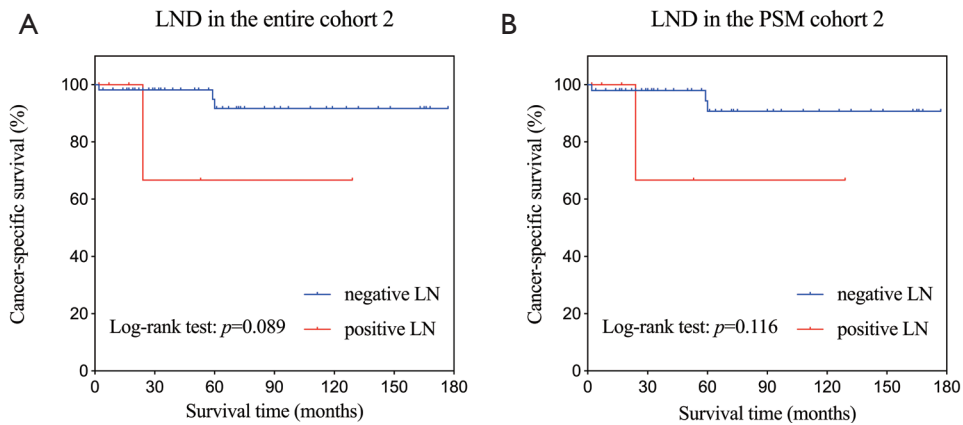 A
LND in the entire cohort 2
Cancer-specific survival (%)
100
80
60
40
20
0
0 30 60 90 120 150 180
Survival time (months)
negative LN
positive LN
Log-rank test: p=0.089
B
LND in the PSM cohort 2
Cancer-specific survival (%)
100
80
60
40
20
0
0 30 60 90 120 150 180
Survival time (months)
negative LN
positive LN
Log-rank test: p=0.116